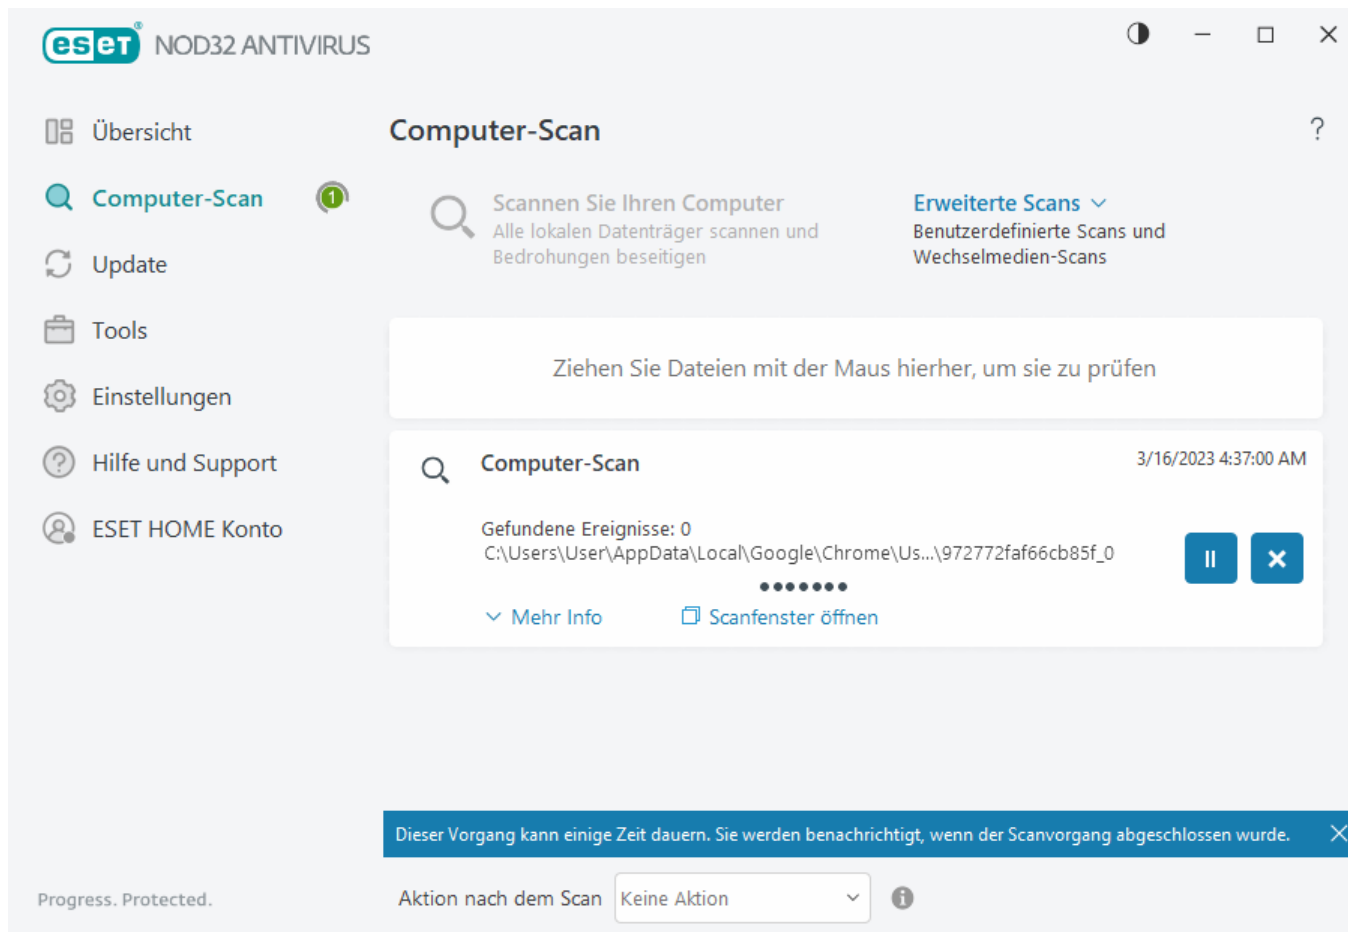 eset® NOD32 ANTIVIRUS
Übersicht
Computer-Scan 1
Update
Tools
Einstellungen
Hilfe und Support
ESET HOME Konto
Progress. Protected.
Computer-Scan ?
Scannen Sie Ihren Computer
Alle lokalen Datenträger scannen und
Bedrohungen beseitigen
Erweiterte Scans
Benutzerdefinierte Scans und
Wechselmedien-Scans
Ziehen Sie Dateien mit der Maus hierher, um sie zu prüfen
Computer-Scan 3/16/2023 4:37:00 AM
Gefundene Ereignisse: 0
C:\Users\User\AppData\Local\Google\Chrome\Us...\972772faf66cb85f_0
Mehr Info Scanfenster öffnen
Dieser Vorgang kann einige Zeit dauern. Sie werden benachrichtigt, wenn der Scanvorgang abgeschlossen wurde.
Aktion nach dem Scan Keine Aktion